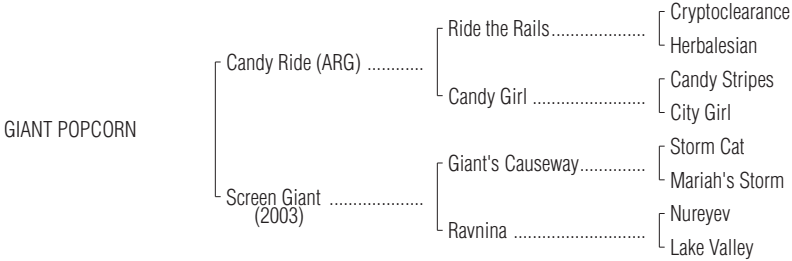 Cryptoclearance
Ride the Rails.....................
Herbalesian
Candy Ride (ARG) ............
Candy Stripes
Candy Girl .........................
City Girl
GIANT POPCORN
Storm Cat
Giant's Causeway..............
Mariah's Storm
Screen Giant ....................
(2003)
Nureyev
Ravnina .............................
Lake Valley